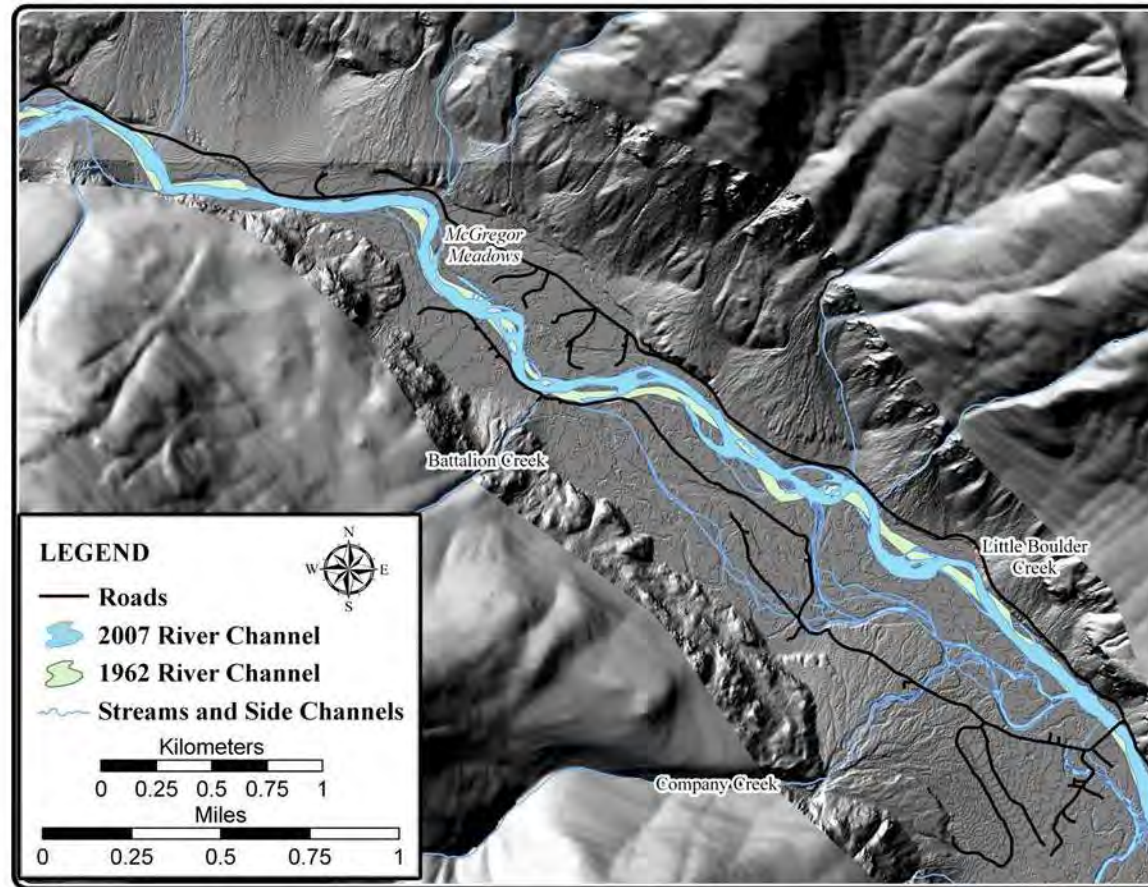 McGregor
Meadows
Battalion Creek
Little Boulder
Creek
Company Creek
LEGEND
N
W E
S
Roads
2007 River Channel
1962 River Channel
Streams and Side Channels
Kilometers
0 0.25 0.5 0.75 1
Miles
0 0.25 0.5 0.75 1